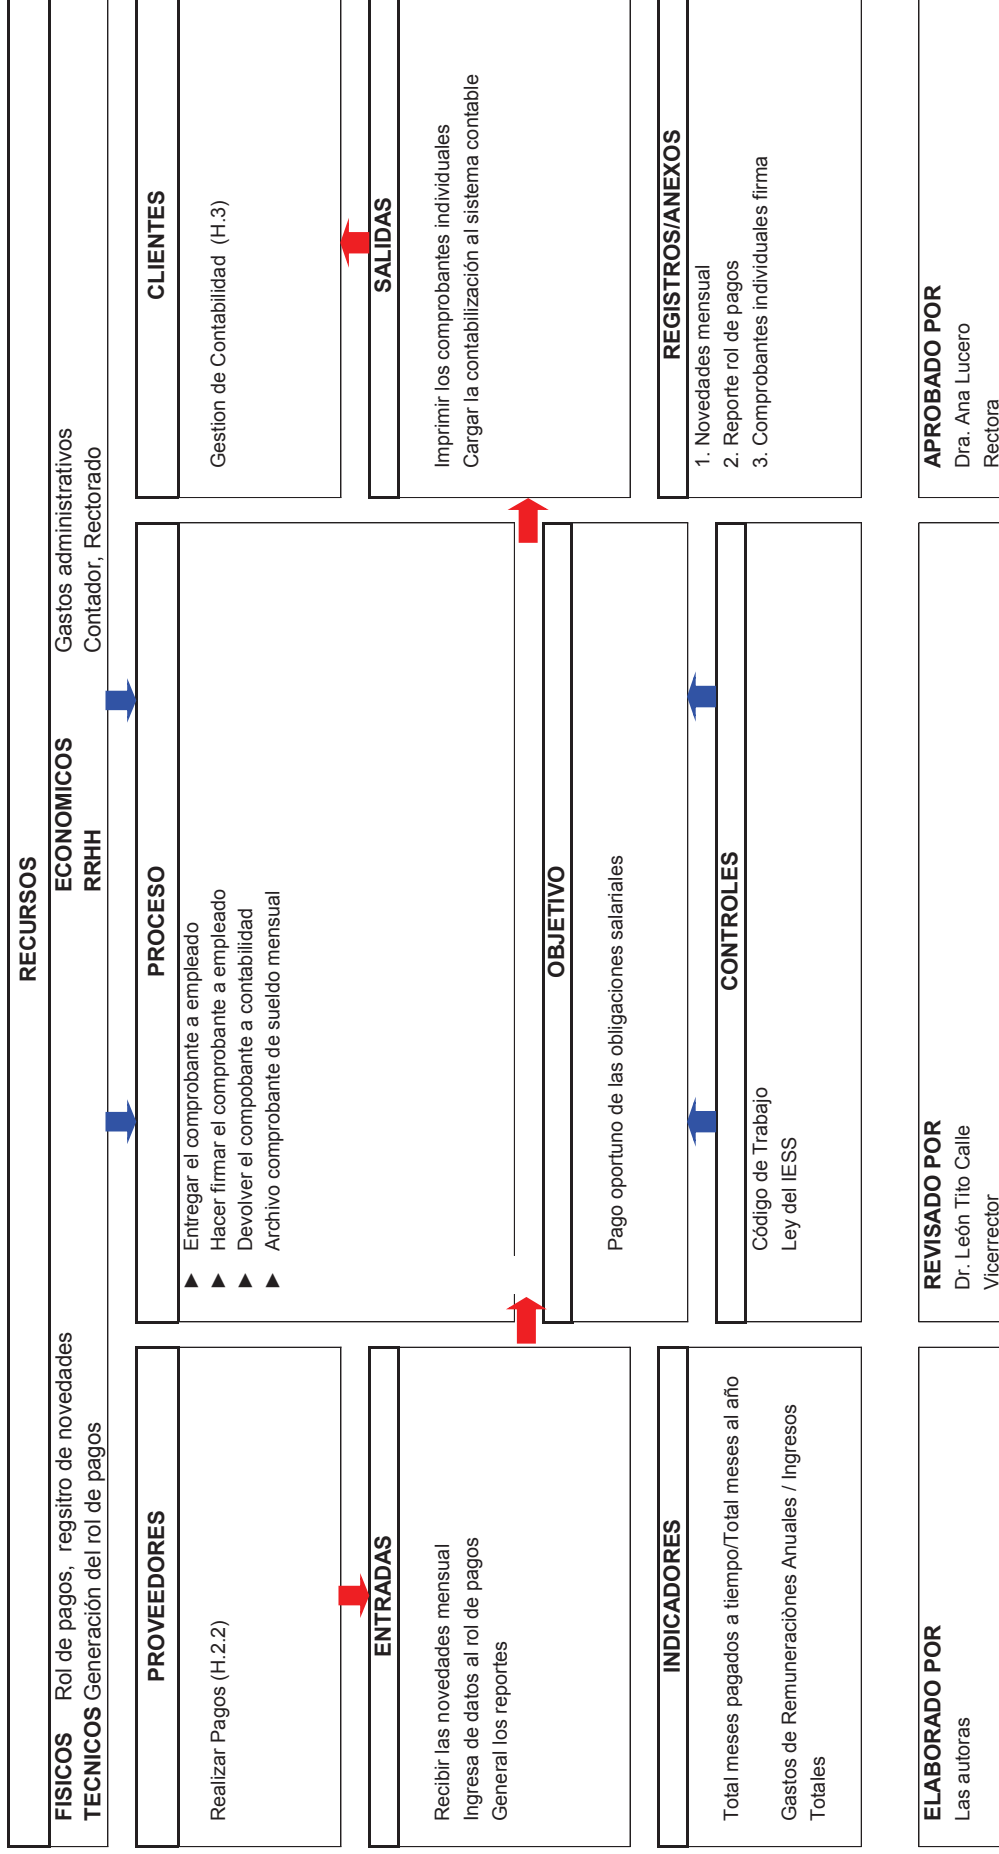 RECURSOS
FISICOS Rol de pagos, regsitro de novedades ECONOMICOS Gastos administrativos
TECNICOS Generación del rol de pagos RRHH Contador, Rectorado
PROVEEDORES
Realizar Pagos (H.2.2)
PROCESO
▶ Entregar el comprobante a empleado
▶ Hacer firmar el comprobante a empleado
▶ Devolver el compobante a contabilidad
▶ Archivo comprobante de sueldo mensual
CLIENTES
Gestion de Contabilidad (H.3)
ENTRADAS
Recibir las novedades mensual
Ingresa de datos al rol de pagos
General los reportes
SALIDAS
Imprimir los comprobantes individuales
Cargar la contabilización al sistema contable
OBJETIVO
Pago oportuno de las obligaciones salariales
INDICADORES
Total meses pagados a tiempo/Total meses al año
Gastos de Remuneraciònes Anuales / Ingresos
Totales
CONTROLES
Código de Trabajo
Ley del IESS
REGISTROS/ANEXOS
1. Novedades mensual
2. Reporte rol de pagos
3. Comprobantes individuales firma
ELABORADO POR
Las autoras
REVISADO POR
Dr. León Tito Calle
Vicerrector
APROBADO POR
Dra. Ana Lucero
Rectora